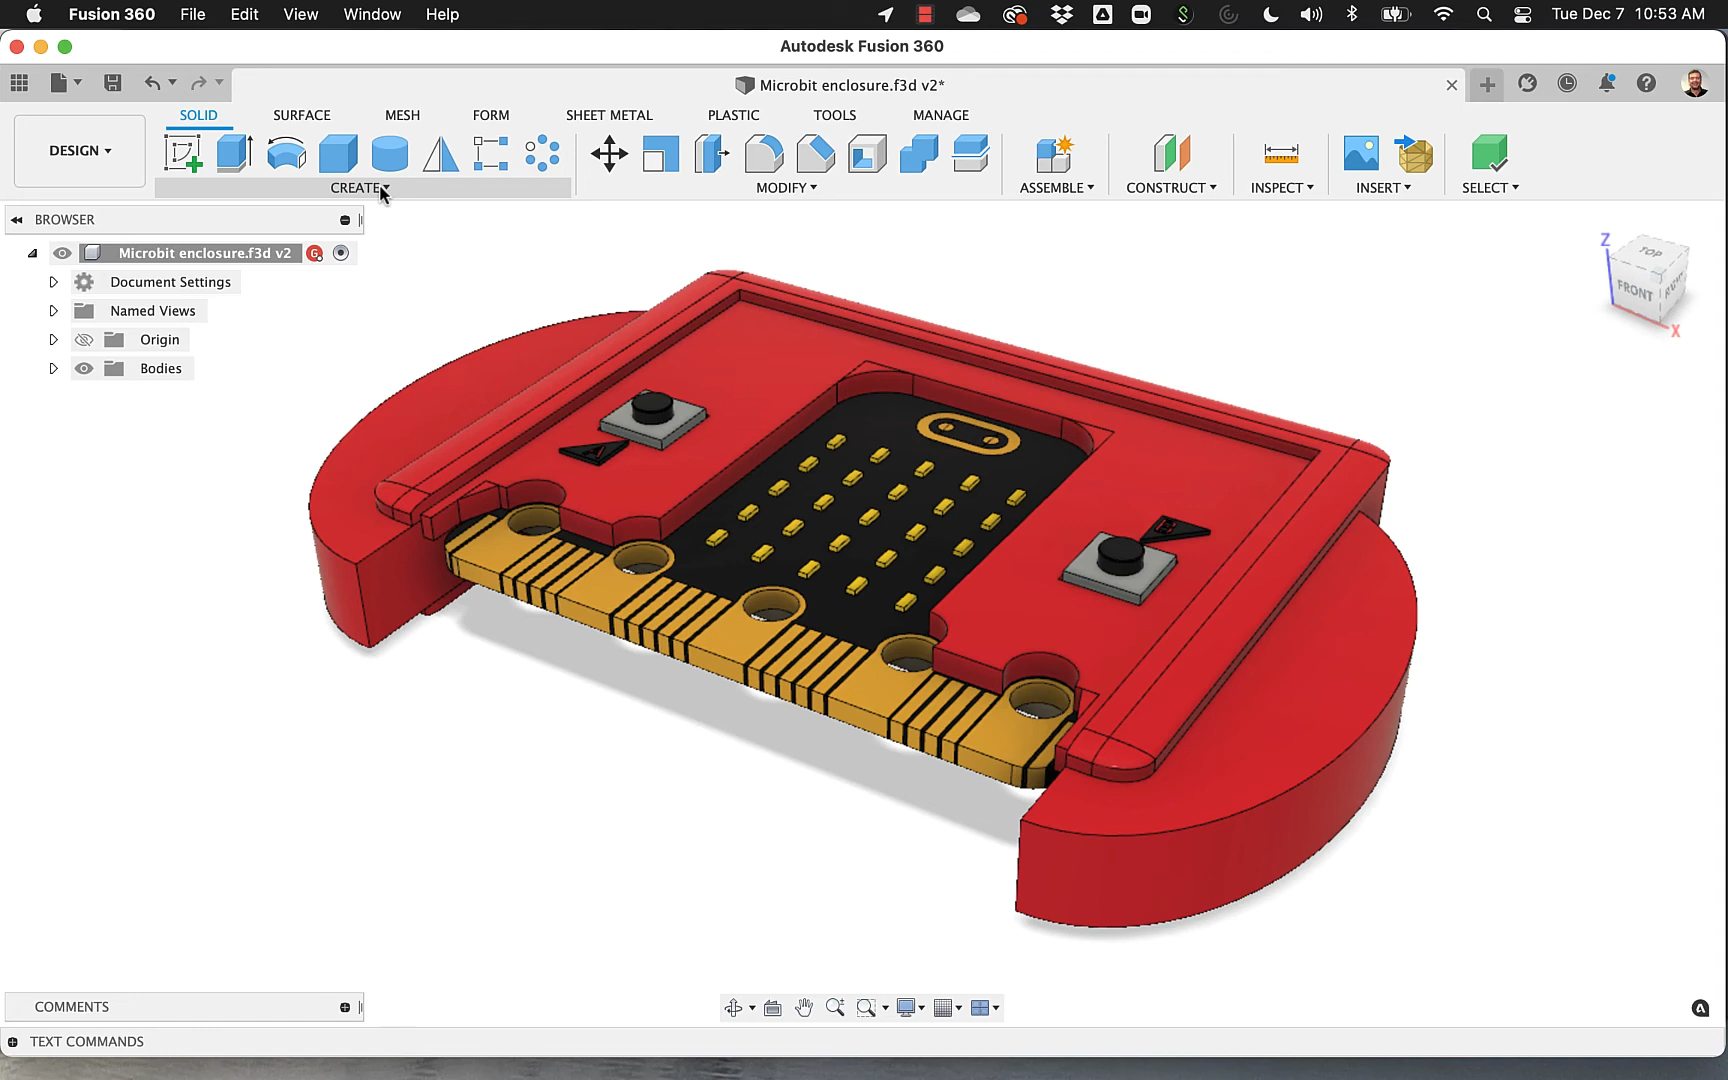 Fusion 360 File Edit View Window Help Tue Dec 7 10:53 AM
Autodesk Fusion 360
Microbit enclosure.f3d v2*
SOLID SURFACE MESH FORM SHEET METAL PLASTIC TOOLS MANAGE
DESIGN
CREATE MODIFY ASSEMBLE CONSTRUCT INSPECT INSERT SELECT
BROWSER
Microbit enclosure.f3d v2
Document Settings
Named Views
Origin
Bodies
Z
TOP
FRONT
X
A
B
COMMENTS
TEXT COMMANDS